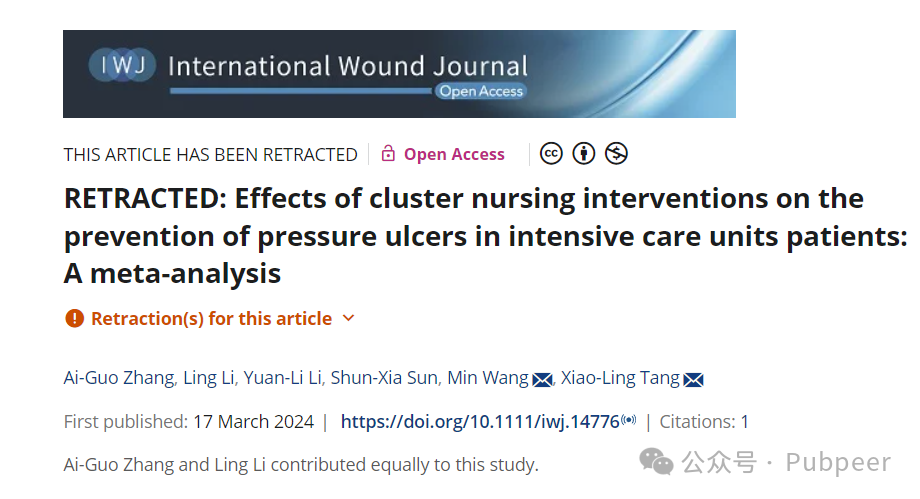 IWJ International Wound Journal
Open Access
THIS ARTICLE HAS BEEN RETRACTED Open Access cc $
RETRACTED: Effects of cluster nursing interventions on the
prevention of pressure ulcers in intensive care units patients:
A meta-analysis
! Retraction(s) for this article
Ai-Guo Zhang, Ling Li, Yuan-Li Li, Shun-Xia Sun, Min Wang, Xiao-Ling Tang
First published: 17 March 2024 | https://doi.org/10.1111/iwj.14776 | Citations: 1
Ai-Guo Zhang and Ling Li contributed equally to this study.
公众号 · Pubpeer